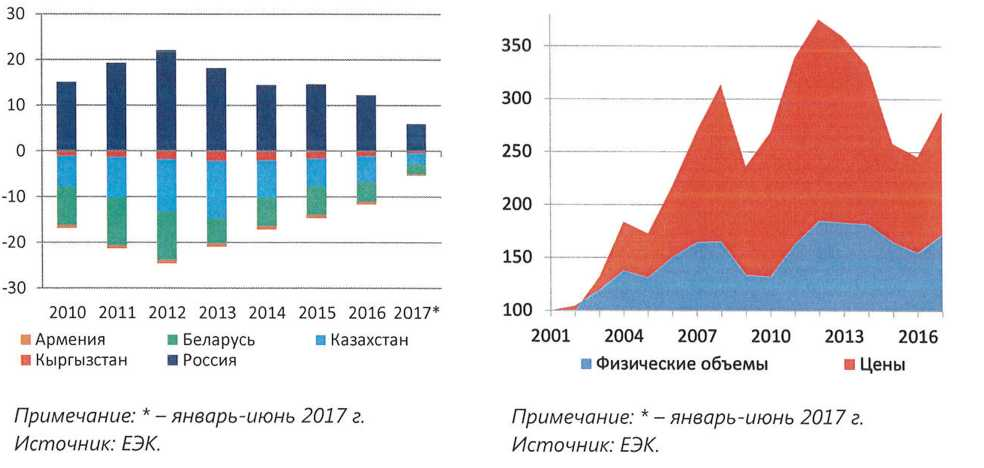 30
20
10
0
-10
-20
-30
2010 2011 2012 2013 2014 2015 2016 2017*
Армения Беларусь Казахстан
Кыргызстан Россия
Примечание: * – январь-июнь 2017 г.
Источник: ЕЭК.
350
300
250
200
150
100
2001 2004 2007 2010 2013 2016
Физические объемы Цены
Примечание: * – январь-июнь 2017 г.
Источник: ЕЭК.